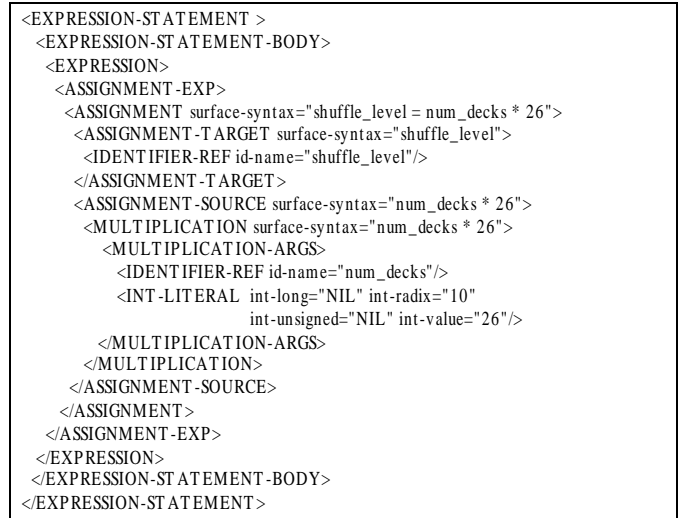 <EXPRESSION-STATEMENT >
<EXPRESSION-STATEMENT-BODY>
<EXPRESSION>
<ASSIGNMENT-EXP>
<ASSIGNMENT surface-syntax="shuffle_level = num_decks * 26">
<ASSIGNMENT-TARGET surface-syntax="shuffle_level">
<IDENTIFIER-REF id-name="shuffle_level"/>
</ASSIGNMENT-TARGET>
<ASSIGNMENT-SOURCE surface-syntax="num_decks * 26">
<MULTIPLICATION surface-syntax="num_decks * 26">
<MULTIPLICATION-ARGS>
<IDENTIFIER-REF id-name="num_decks"/>
<INT-LITERAL int-long="NIL" int-radix="10"
int-unsigned="NIL" int-value="26"/>
</MULTIPLICATION-ARGS>
</MULTIPLICATION>
</ASSIGNMENT-SOURCE>
</ASSIGNMENT>
</ASSIGNMENT-EXP>
</EXPRESSION>
</EXPRESSION-STATEMENT-BODY>
</EXPRESSION-STATEMENT>